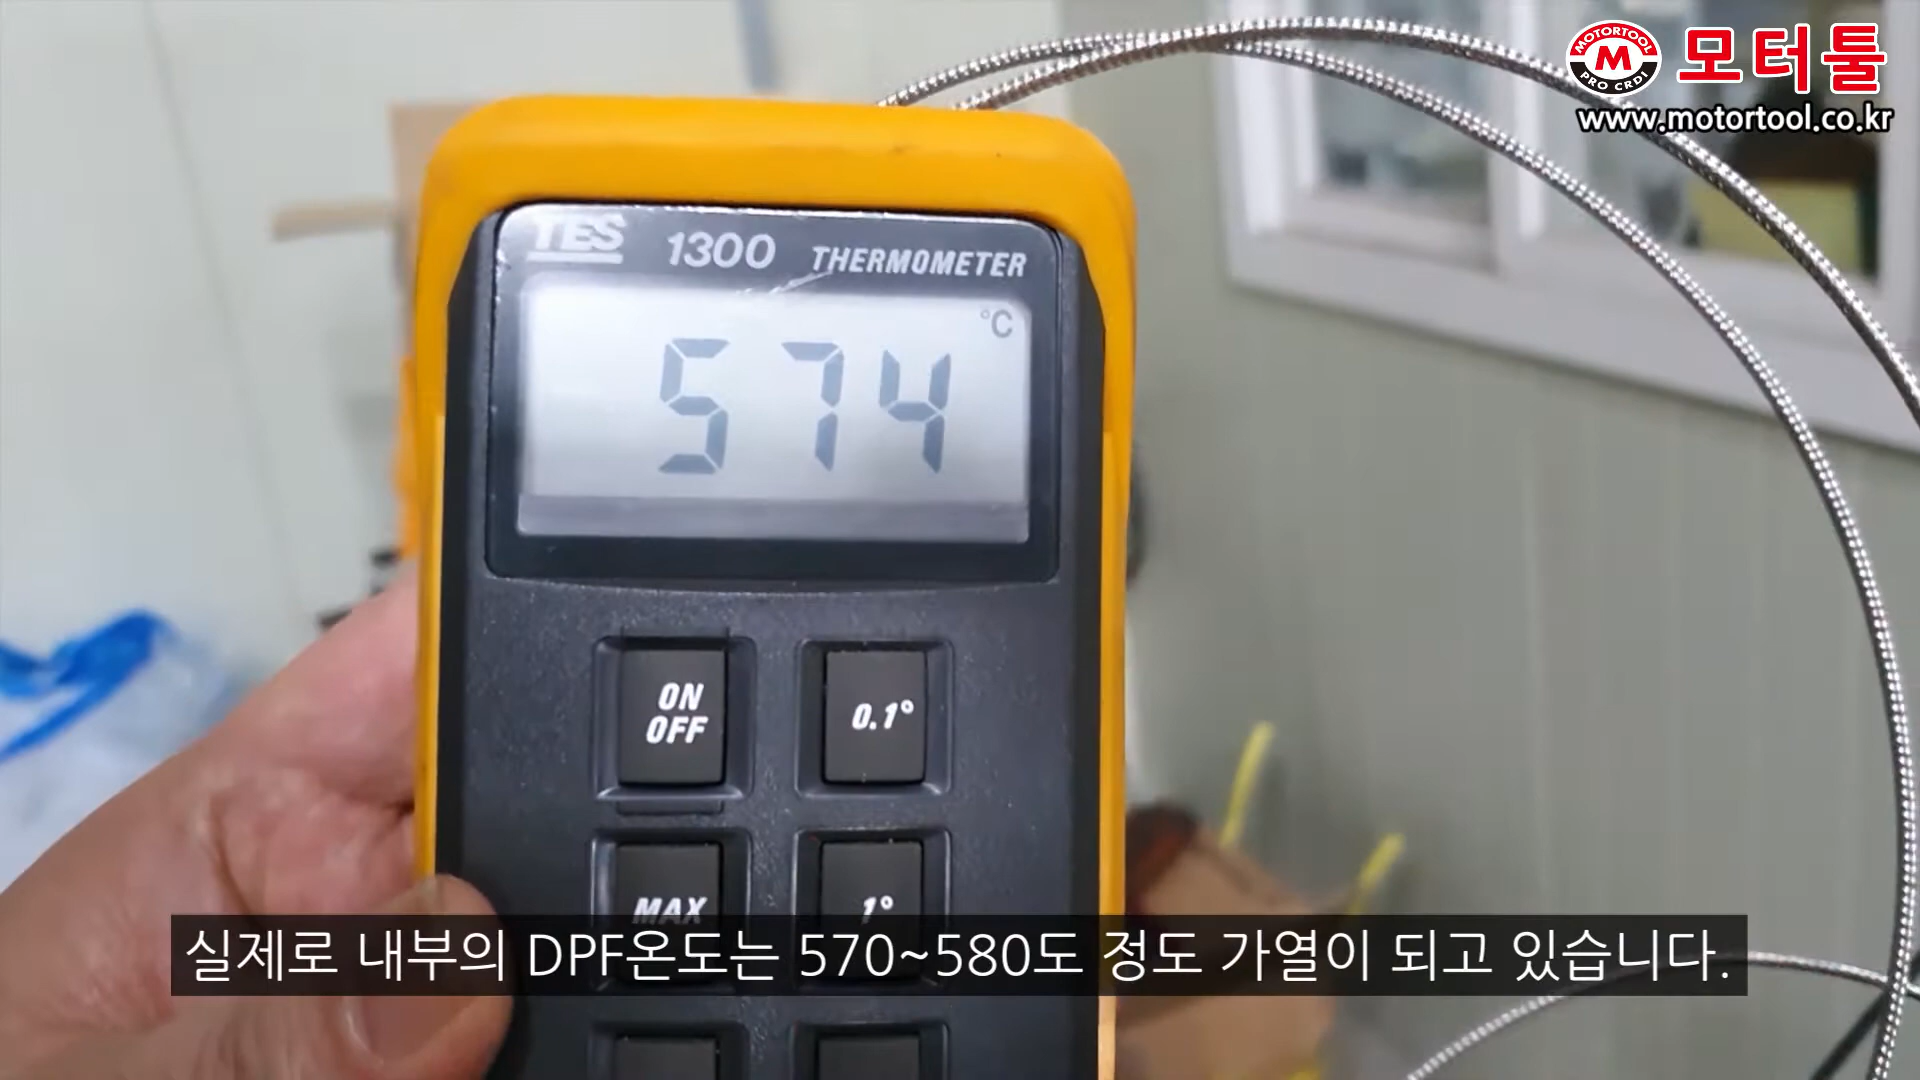 MOTORTOOL
M
PRO CRDI
모터툴
www.motortool.co.kr
TES 1300 THERMOMETER
°C
574
ON
OFF
0.1°
MAX
1°
실제로 내부의 DPF온도는 570~580도 정도 가열이 되고 있습니다.